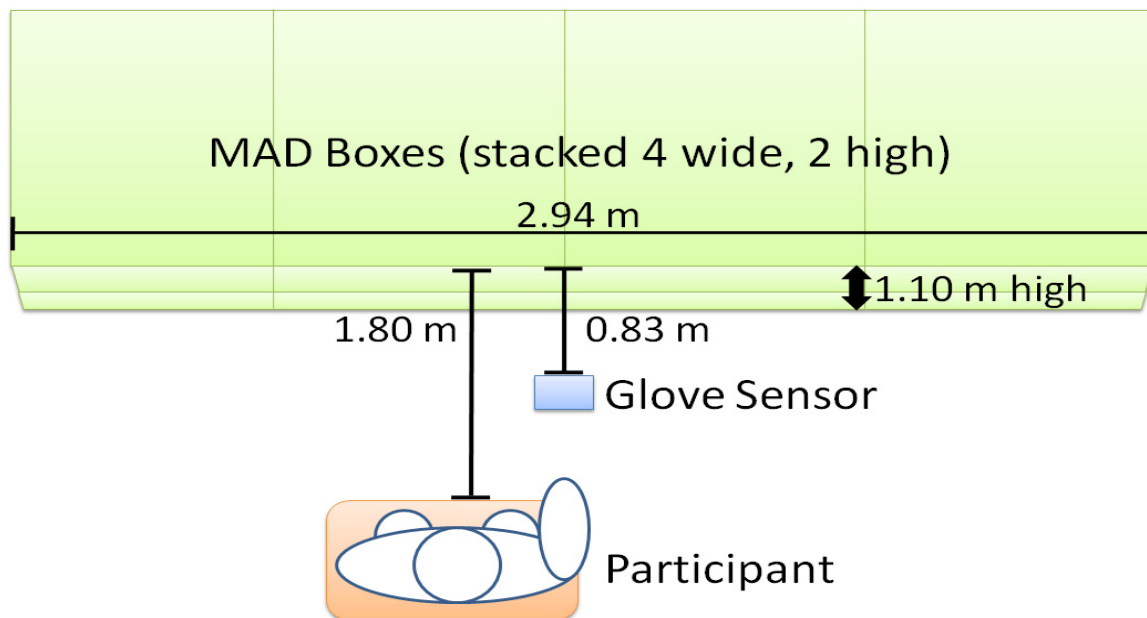 MAD Boxes (stacked 4 wide, 2 high)
2.94 m
1.10 m high
1.80 m
0.83 m
Glove Sensor
Participant